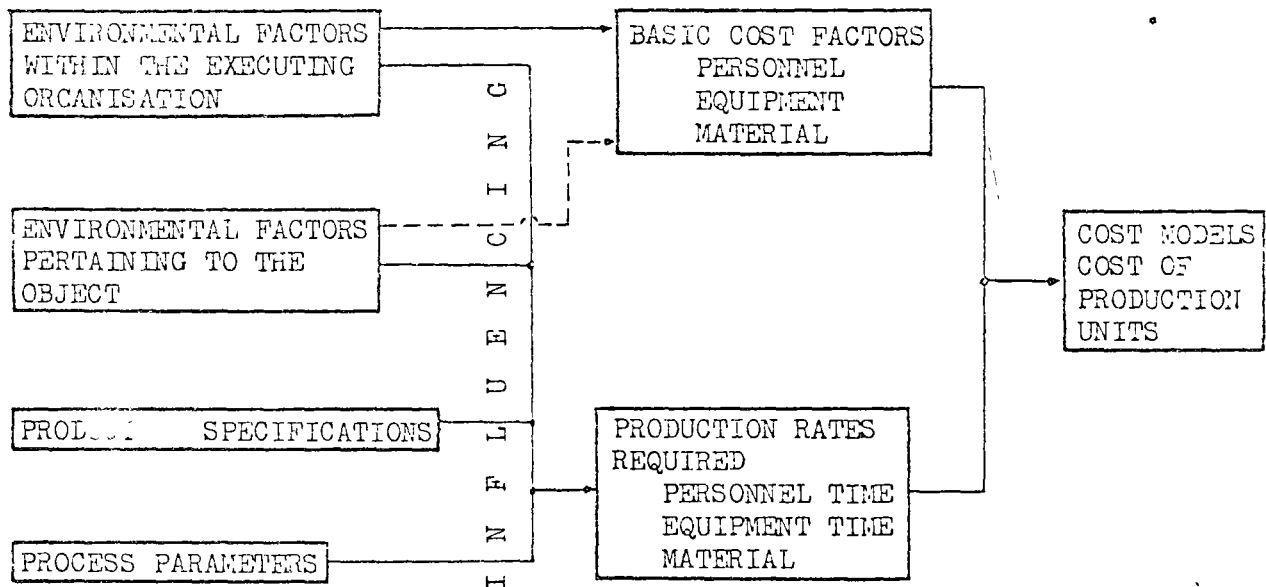 ENVIRONMENTAL FACTORS
WITHIN THE EXECUTING
ORCANISATION
BASIC COST FACTORS
PERSONNEL
EQUIPMENT
MATERIAL
ENVIRONMENTAL FACTORS
PERTAINING TO THE
OBJECT
COST MODELS
COST OF
PRODUCTION
UNITS
SPECIFICATIONS
PRODUCTION RATES
REQUIRED
PERSONNEL TIME
EQUIPMENT TIME
MATERIAL
PROCESS PARAMETERS
INFLUENCING